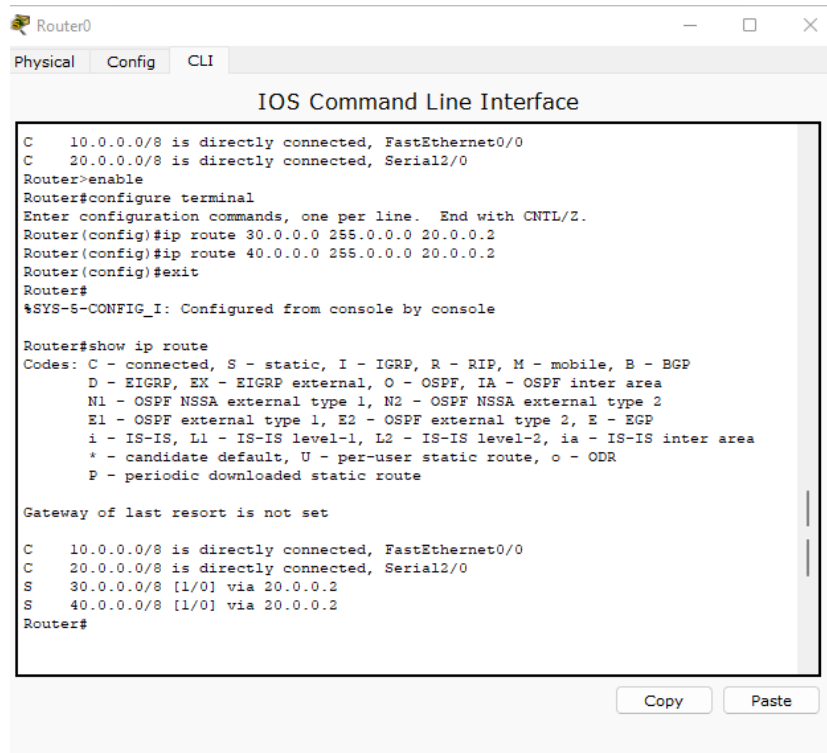 Router0
Physical Config CLI
IOS Command Line Interface
C    10.0.0.0/8 is directly connected, FastEthernet0/0
C    20.0.0.0/8 is directly connected, Serial2/0
Router>enable
Router#configure terminal
Enter configuration commands, one per line.  End with CNTL/Z.
Router(config)#ip route 30.0.0.0 255.0.0.0 20.0.0.2
Router(config)#ip route 40.0.0.0 255.0.0.0 20.0.0.2
Router(config)#exit
Router#
%SYS-5-CONFIG_I: Configured from console by console
Router#show ip route
Codes: C - connected, S - static, I - IGRP, R - RIP, M - mobile, B - BGP
       D - EIGRP, EX - EIGRP external, O - OSPF, IA - OSPF inter area
       N1 - OSPF NSSA external type 1, N2 - OSPF NSSA external type 2
       E1 - OSPF external type 1, E2 - OSPF external type 2, E - EGP
       i - IS-IS, L1 - IS-IS level-1, L2 - IS-IS level-2, ia - IS-IS inter area
       * - candidate default, U - per-user static route, o - ODR
       P - periodic downloaded static route
Gateway of last resort is not set
C    10.0.0.0/8 is directly connected, FastEthernet0/0
C    20.0.0.0/8 is directly connected, Serial2/0
S    30.0.0.0/8 [1/0] via 20.0.0.2
S    40.0.0.0/8 [1/0] via 20.0.0.2
Router#
Copy Paste